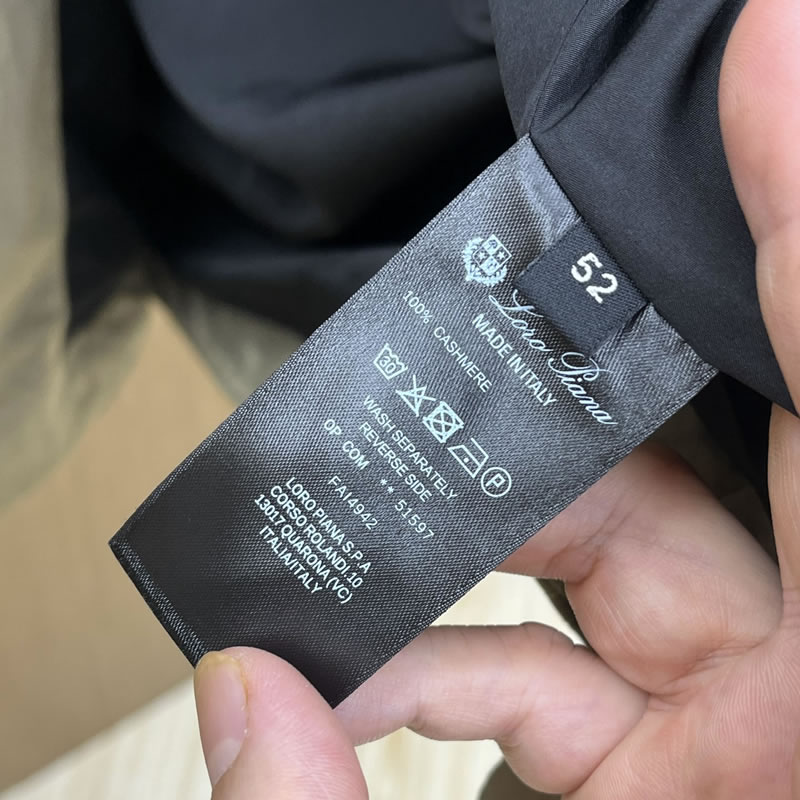 52
Loro Piana
MADE IN ITALY
100% CASHMERE
30
P
WASH SEPARATELY
REVERSE SIDE
OP COM ** 51597
FAI4942
LORO PIANA S.P.A
CORSO ROLANDI,10
13017 QUARONA (VC)
ITALIA/ITALY